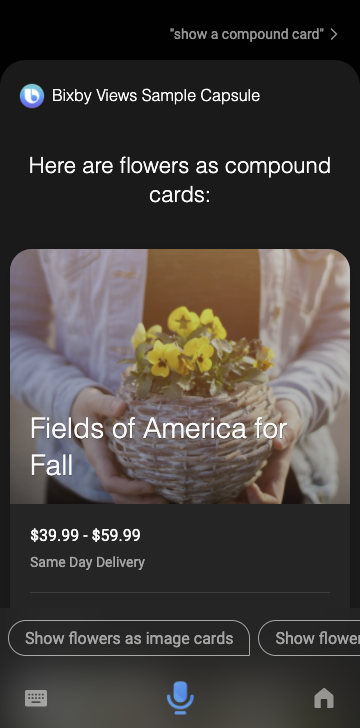 "show a compound card"
Bixby Views Sample Capsule
Here are flowers as compound
cards:
Fields of America for
Fall
$39.99 - $59.99
Same Day Delivery
Show flowers as image cards
Show flower